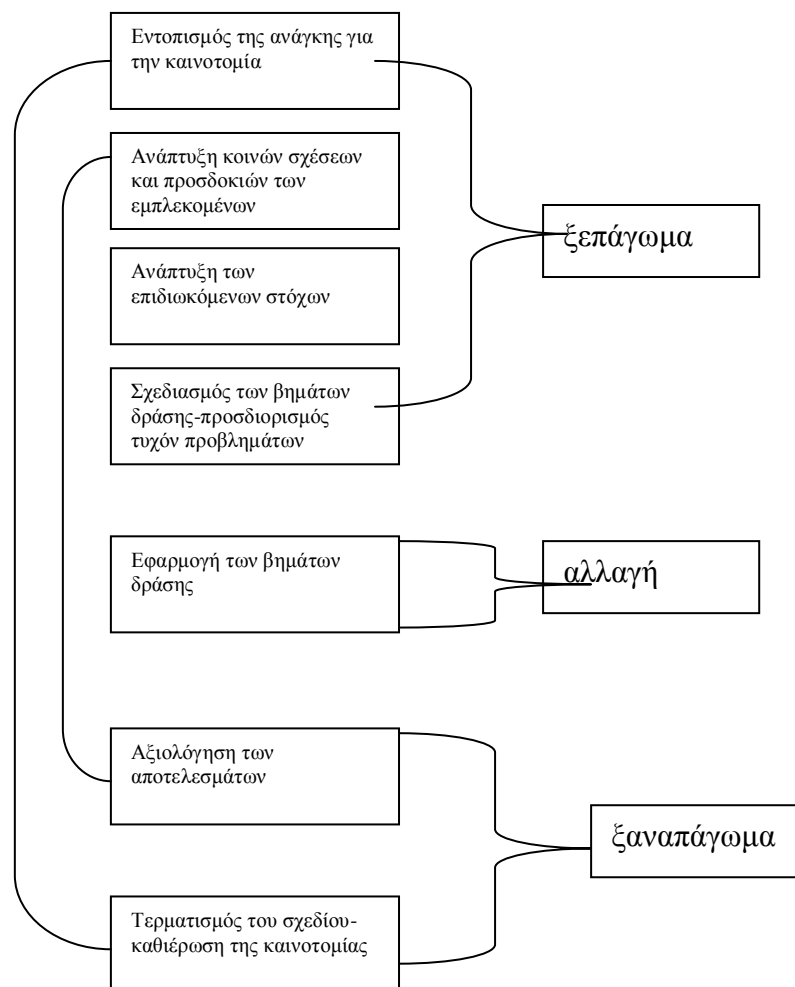 Εντοπισμός της ανάγκης για
την καινοτομία
Ανάπτυξη κοινών σχέσεων
και προσδοκιών των
εμπλεκομένων
ξεπάγωμα
Ανάπτυξη των
επιδιωκόμενων στόχων
Σχεδιασμός των βημάτων
δράσης-προσδιορισμός
τυχόν προβλημάτων
Εφαρμογή των βημάτων
δράσης
αλλαγή
Αξιολόγηση των
αποτελεσμάτων
ξαναπάγωμα
Τερματισμός του σχεδίου-
καθιέρωση της καινοτομίας